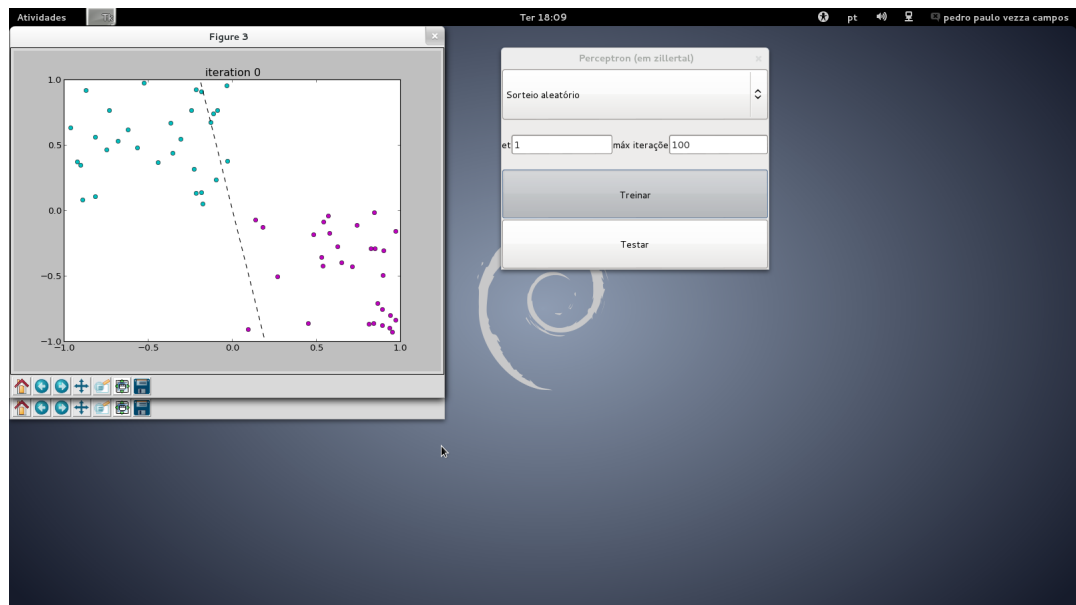 Atividades Tk Ter 18:09 pt pedro paulo vezza campos
Figure 3
iteration 0
1.0
0.5
0.0
−0.5
−1.0
−1.0 −0.5 0.0 0.5 1.0
Perceptron (em zillertal)
Sorteio aleatório
et 1 máx iteraçõe 100
Treinar
Testar